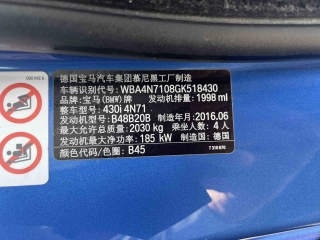 德国宝马汽车集团慕尼黑工厂制造
车辆识别代号: WBA4N7108GK518430
品牌: 宝马(BMW)牌 发动机排量: 1998 ml
整车型号: 430i 4N71
发动机型号: B48B20B 制造年月: 2016.06
最大允许总质量: 2030 kg 乘坐人数: 4 人
发动机最大净功率: 185 kW 制造国: 德国
颜色代码/色圈: B45
7 310 670